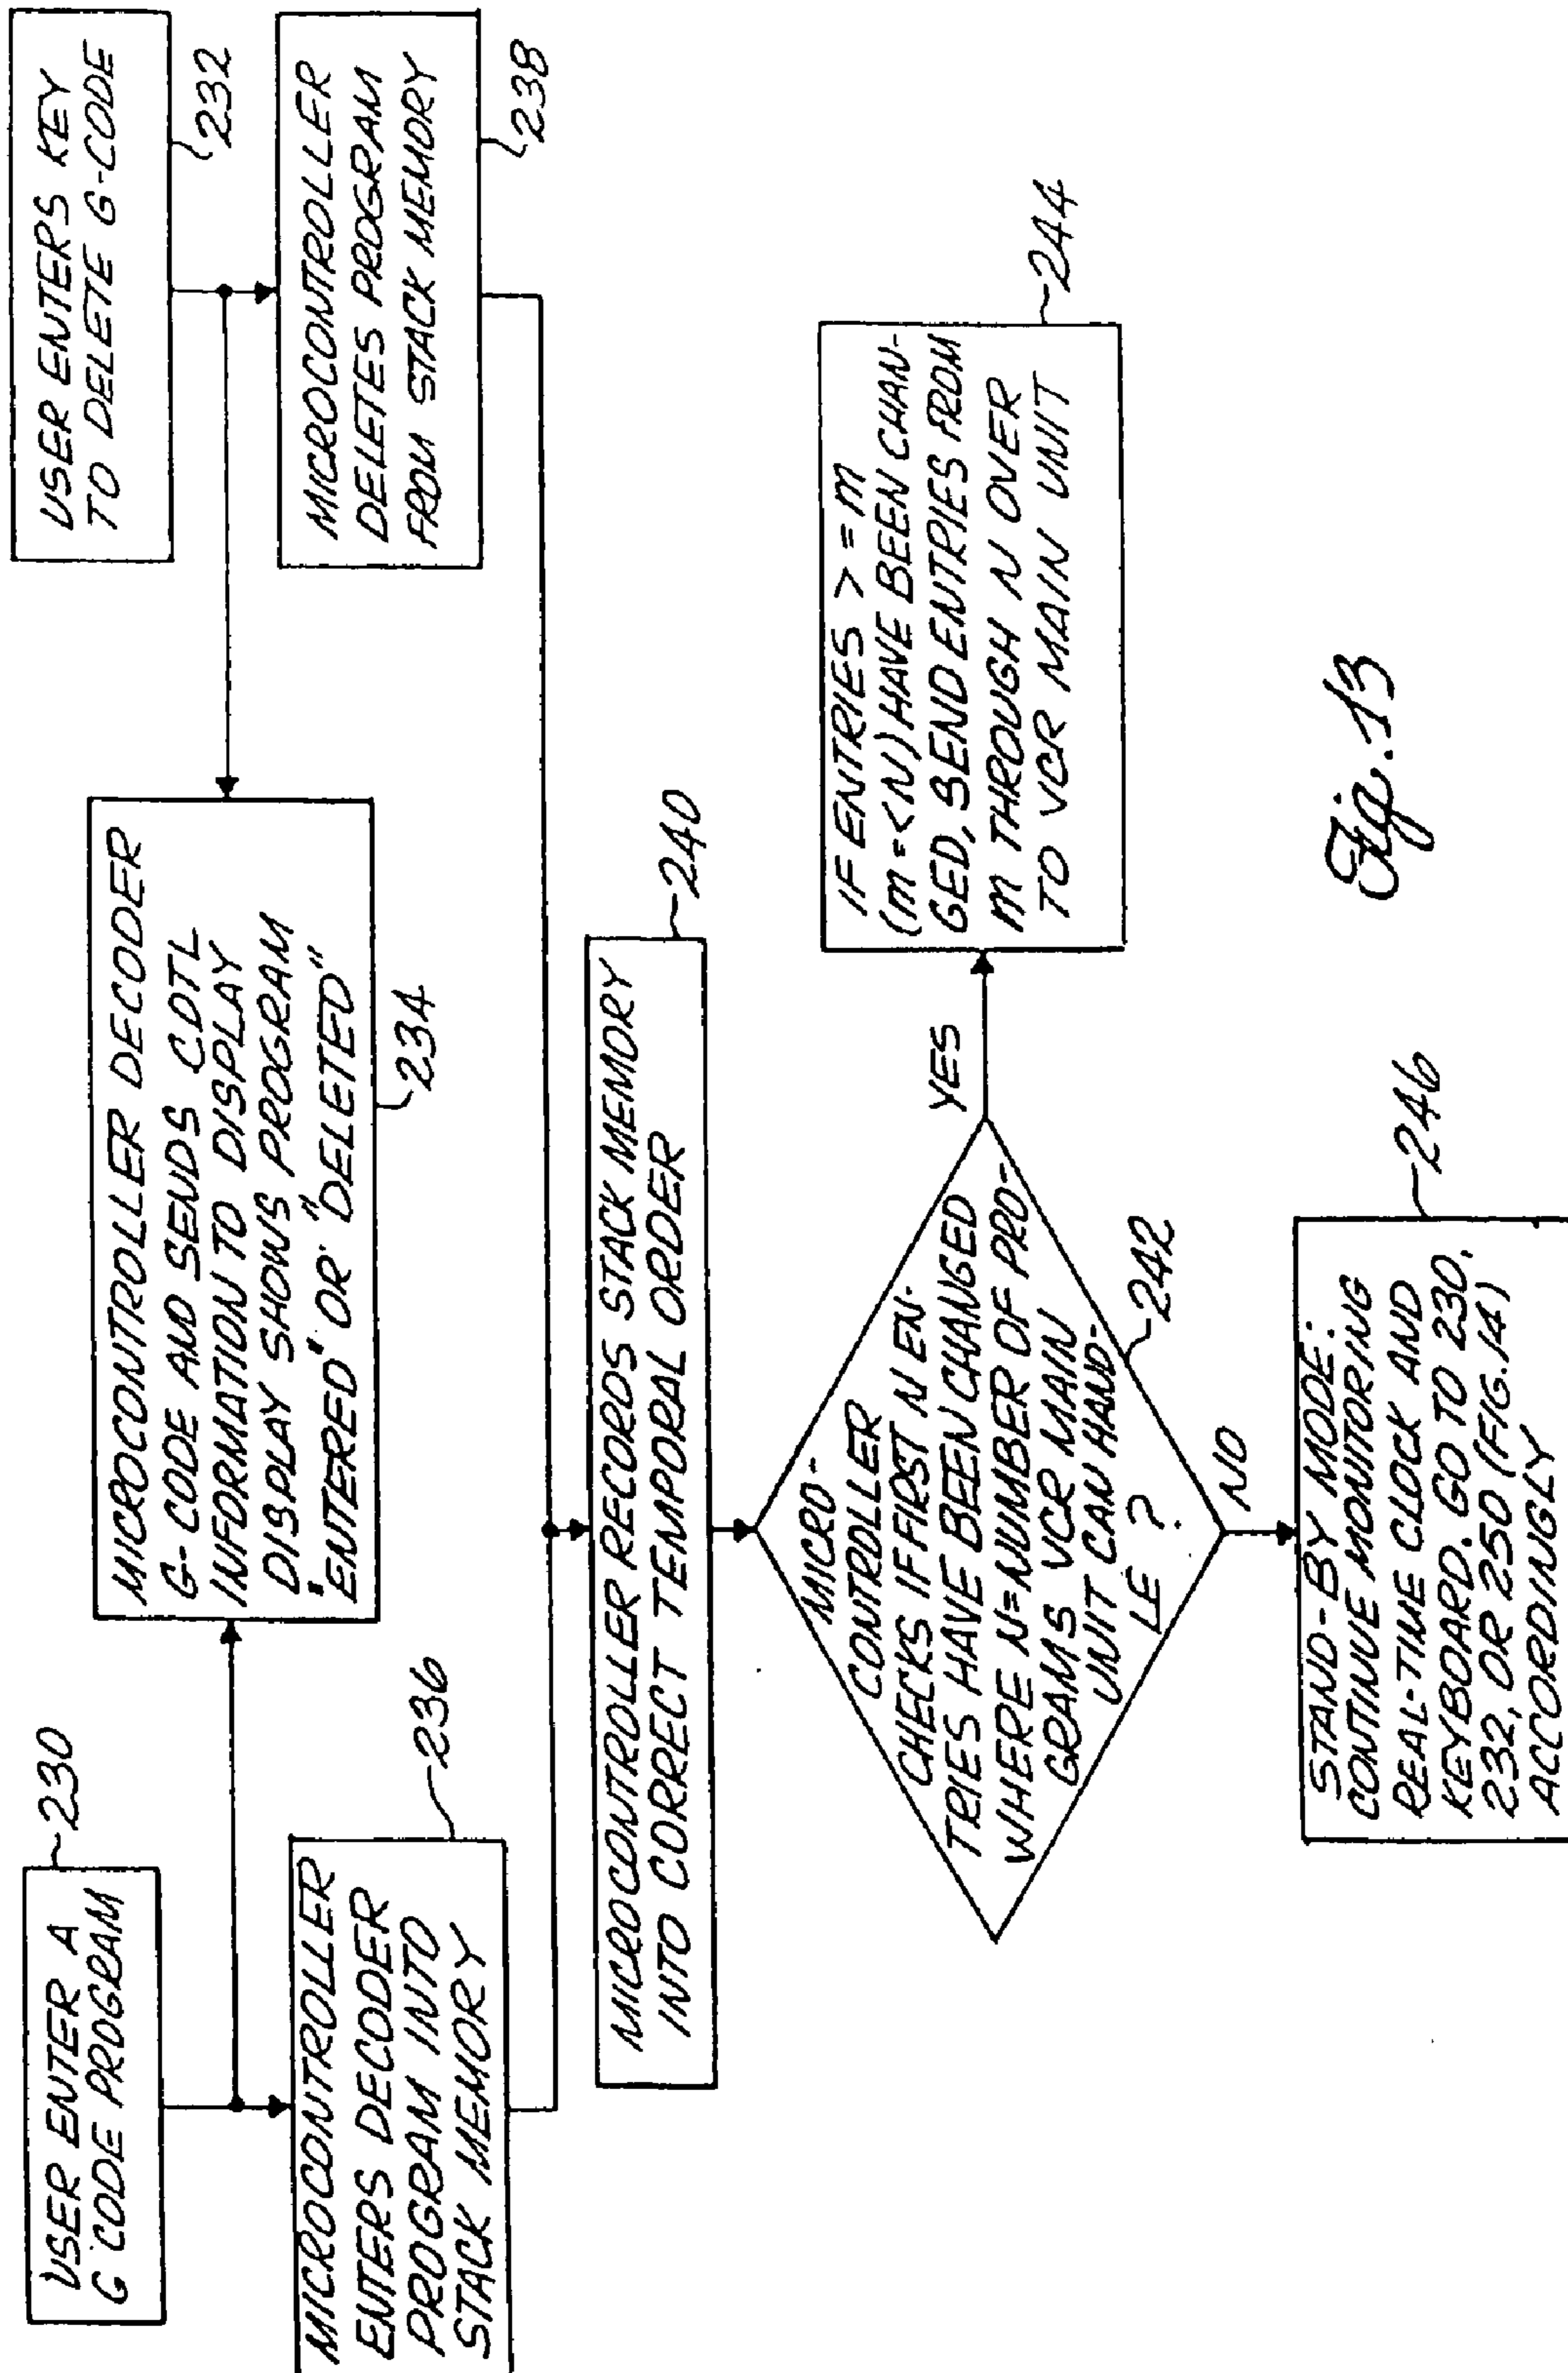 USER ENTER A
G CODE PROGRAM
230
MICROCONTROLLER DECODER
G-CODE AND SENDS CDTL
INFORMATION TO DISPLAY
DISPLAY SHOWS PROGRAM
"ENTERED" OR "DELETED"
234
USER ENTERS KEY
TO DELETE G-CODE
232
MICROCONTROLLER
ENTERS DECODER
PROGRAM INTO
STACK MEMORY
236
MICROCONTROLLER
DELETES PROGRAM
FROM STACK MEMORY
238
MICROCONTROLLER RECORDS STACK MEMORY
INTO CORRECT TEMPORAL ORDER
240
MICRO-
CONTROLLER
CHECKS IF FIRST N EN-
TRIES HAVE BEEN CHANGED
WHERE N=NUMBER OF PRO-
GRAMS VCR MAIN
UNIT CAN HAND-
LE ?
242
YES
IF ENTRIES >=M
(M=<N) HAVE BEEN CHAN-
GED, SEND ENTRIES FROM
M THROUGH N OVER
TO VCR MAIN UNIT
244
NO
STAND-BY MODE:
CONTINUE MONITORING
REAL-TIME CLOCK AND
KEYBOARD. GO TO 230,
232, OR 250 (FIG.14)
ACCORDINGLY
246
Fig. 13